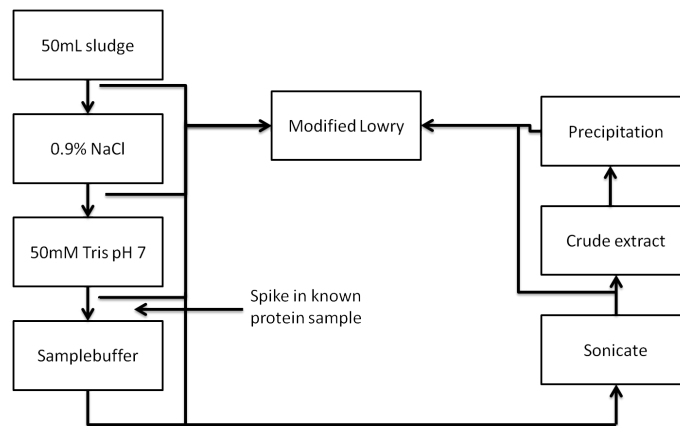 50mL sludge
0.9% NaCl
50mM Tris pH 7
Samplebuffer
Spike in known
protein sample
Modified Lowry
Precipitation
Crude extract
Sonicate